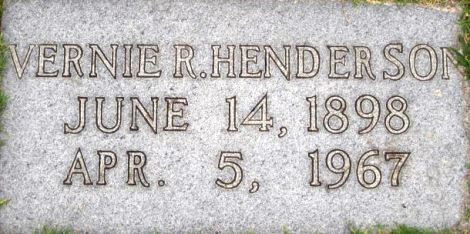 VERNIE R. HENDERSON
JUNE 14, 1898
APR. 5, 1967